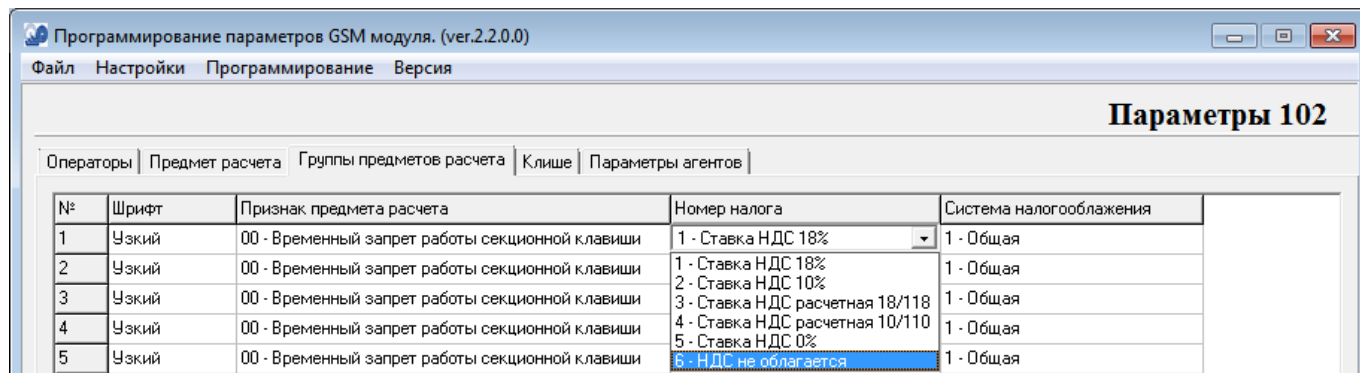 Программирование параметров GSM модуля. (ver.2.2.0.0)
Файл Настройки Программирование Версия
Параметры 102
Операторы Предмет расчета Группы предметов расчета Клише Параметры агентов
№ Шрифт Признак предмета расчета Номер налога Система налогооблажения
1 Узкий 00 - Временный запрет работы секционной клавиши 1 - Ставка НДС 18% 1 - Общая
2 Узкий 00 - Временный запрет работы секционной клавиши 1 - Общая
3 Узкий 00 - Временный запрет работы секционной клавиши 1 - Общая
4 Узкий 00 - Временный запрет работы секционной клавиши 1 - Общая
5 Узкий 00 - Временный запрет работы секционной клавиши 1 - Общая
1 - Ставка НДС 18%
2 - Ставка НДС 10%
3 - Ставка НДС расчетная 18/118
4 - Ставка НДС расчетная 10/110
5 - Ставка НДС 0%
6 - НДС не облагается